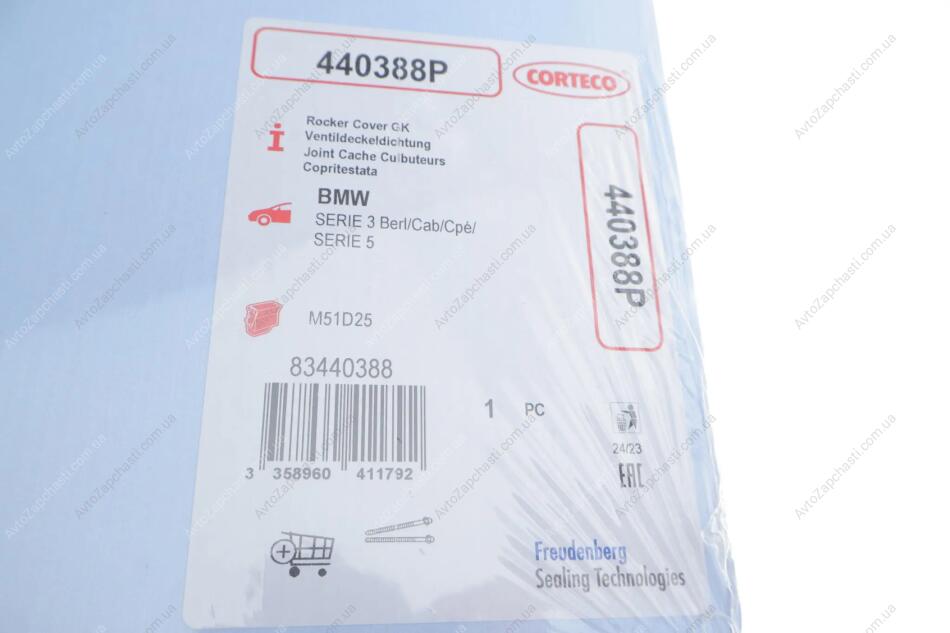 440388P
CORTECO
Rocker Cover GK
Ventildeckeldichtung
Joint Cache Culbuteurs
Copritestata
BMW
SERIE 3 Berl/Cab/Cpé/
SERIE 5
440388P
M51D25
83440388
1 PC
3 358960 411792
24/23
EAC
Freudenberg
Sealing Technologies
AvtoZapchasti.com.ua